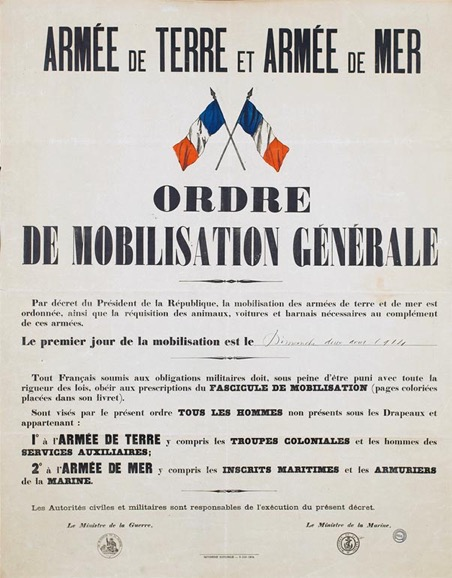 ARMÉE DE TERRE ET ARMÉE DE MER
ORDRE
DE MOBILISATION GÉNÉRALE
Par décret du Président de la République, la mobilisation des armées de terre et de mer est
ordonnée, ainsi que la réquisition des animaux, voitures et harnais nécessaires au complément
de ces armées.
Le premier jour de la mobilisation est le Dimanche deux août 1914
Tout Français soumis aux obligations militaires doit, sous peine d'être puni avec toute la
rigueur des lois, obéir aux prescriptions du FASCICULE DE MOBILISATION (pages coloriées
placées dans son livret).
Sont visés par le présent ordre TOUS LES HOMMES non présents sous les Drapeaux et
appartenant :
1° à l'ARMÉE DE TERRE y compris les TROUPES COLONIALES et les hommes des
SERVICES AUXILIAIRES;
2° à l'ARMÉE DE MER y compris les INSCRITS MARITIMES et les ARMURIERS
de la MARINE.
Les Autorités civiles et militaires sont responsables de l'exécution du présent décret.
Le Ministre de la Guerre, Le Ministre de la Marine,